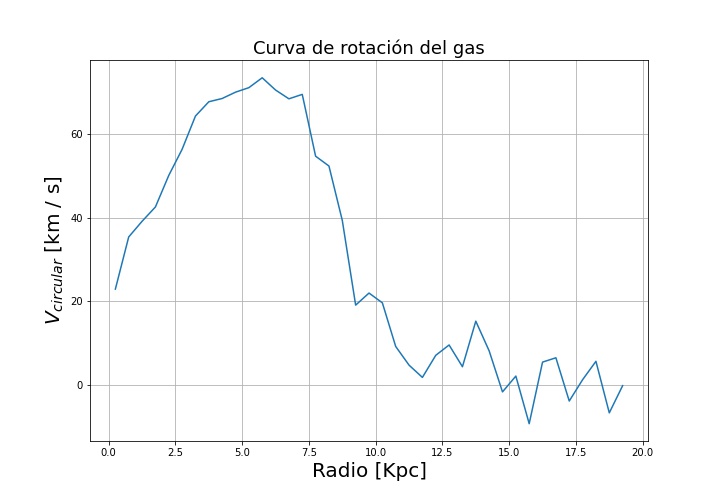 Curva de rotación del gas
V_circular [km / s]
60
40
20
0
0.0 2.5 5.0 7.5 10.0 12.5 15.0 17.5 20.0
Radio [Kpc]